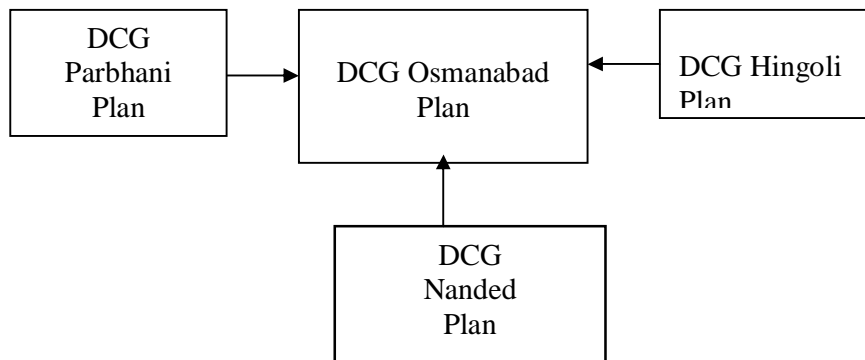 DCG
Parbhani
Plan
DCG Osmanabad
Plan
DCG Hingoli
Plan
DCG
Nanded
Plan